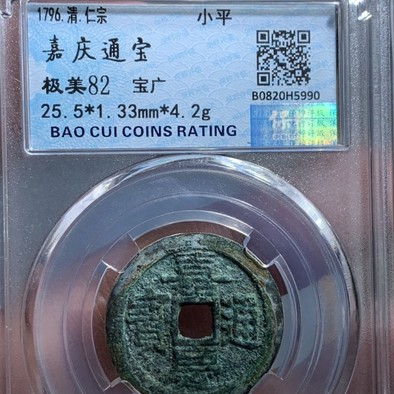 1796.清.仁宗 小平
嘉庆通宝
极美82 宝广
25.5*1.33mm*4.2g
B0820H5990
BAO CUI COINS RATING